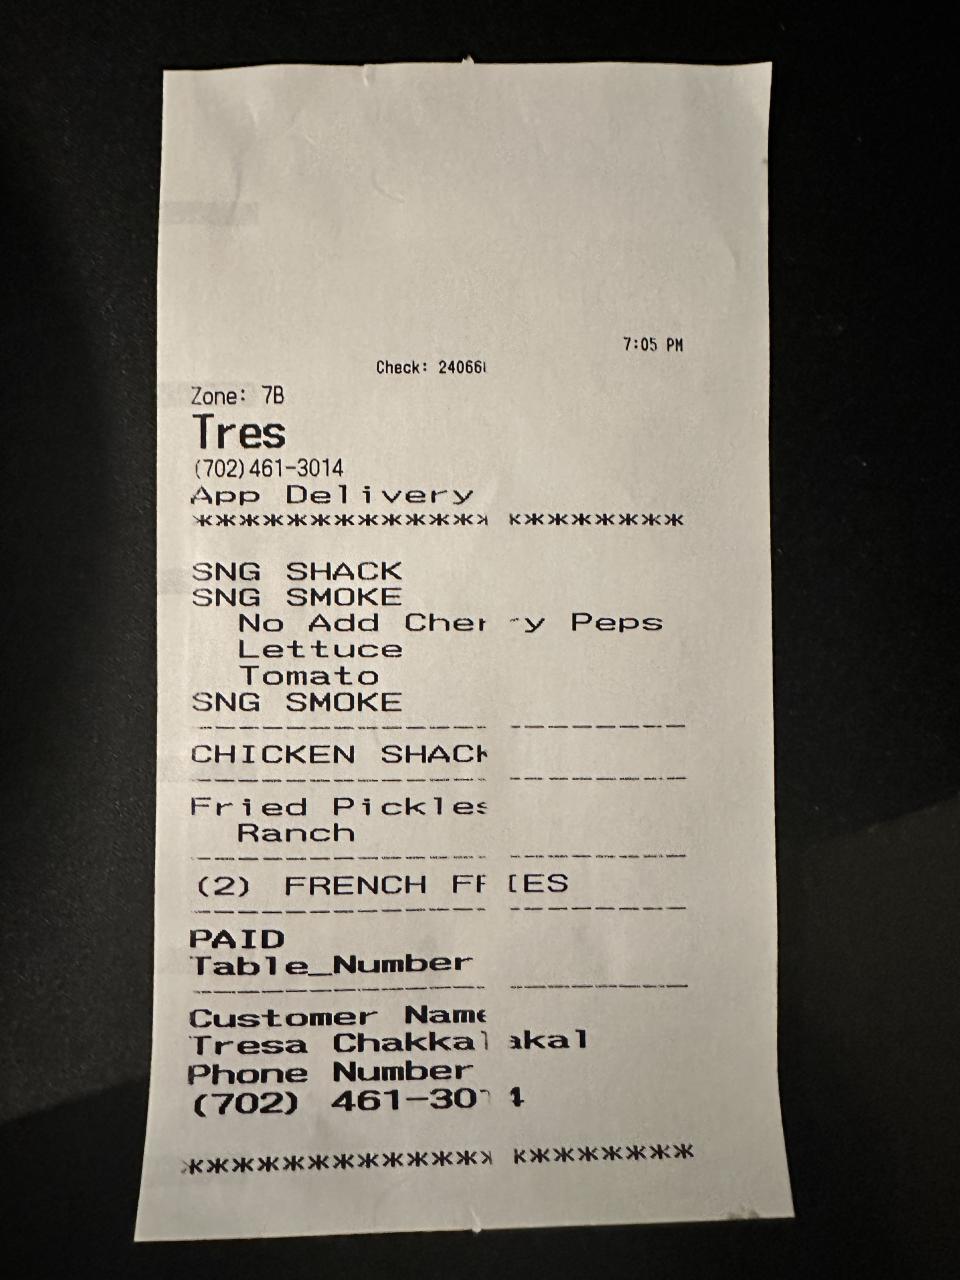 7:05 PM
Check: 24066
Zone: 7B
Tres
(702)461-3014
App Delivery
*********************
SNG SHACK
SNG SMOKE
No Add Cherry Peps
Lettuce
Tomato
SNG SMOKE
CHICKEN SHACK
Fried Pickles
Ranch
(2) FRENCH FRIES
PAID
Table_Number
Customer Name
Tresa Chakkalakal
Phone Number
(702) 461-3014
*********************